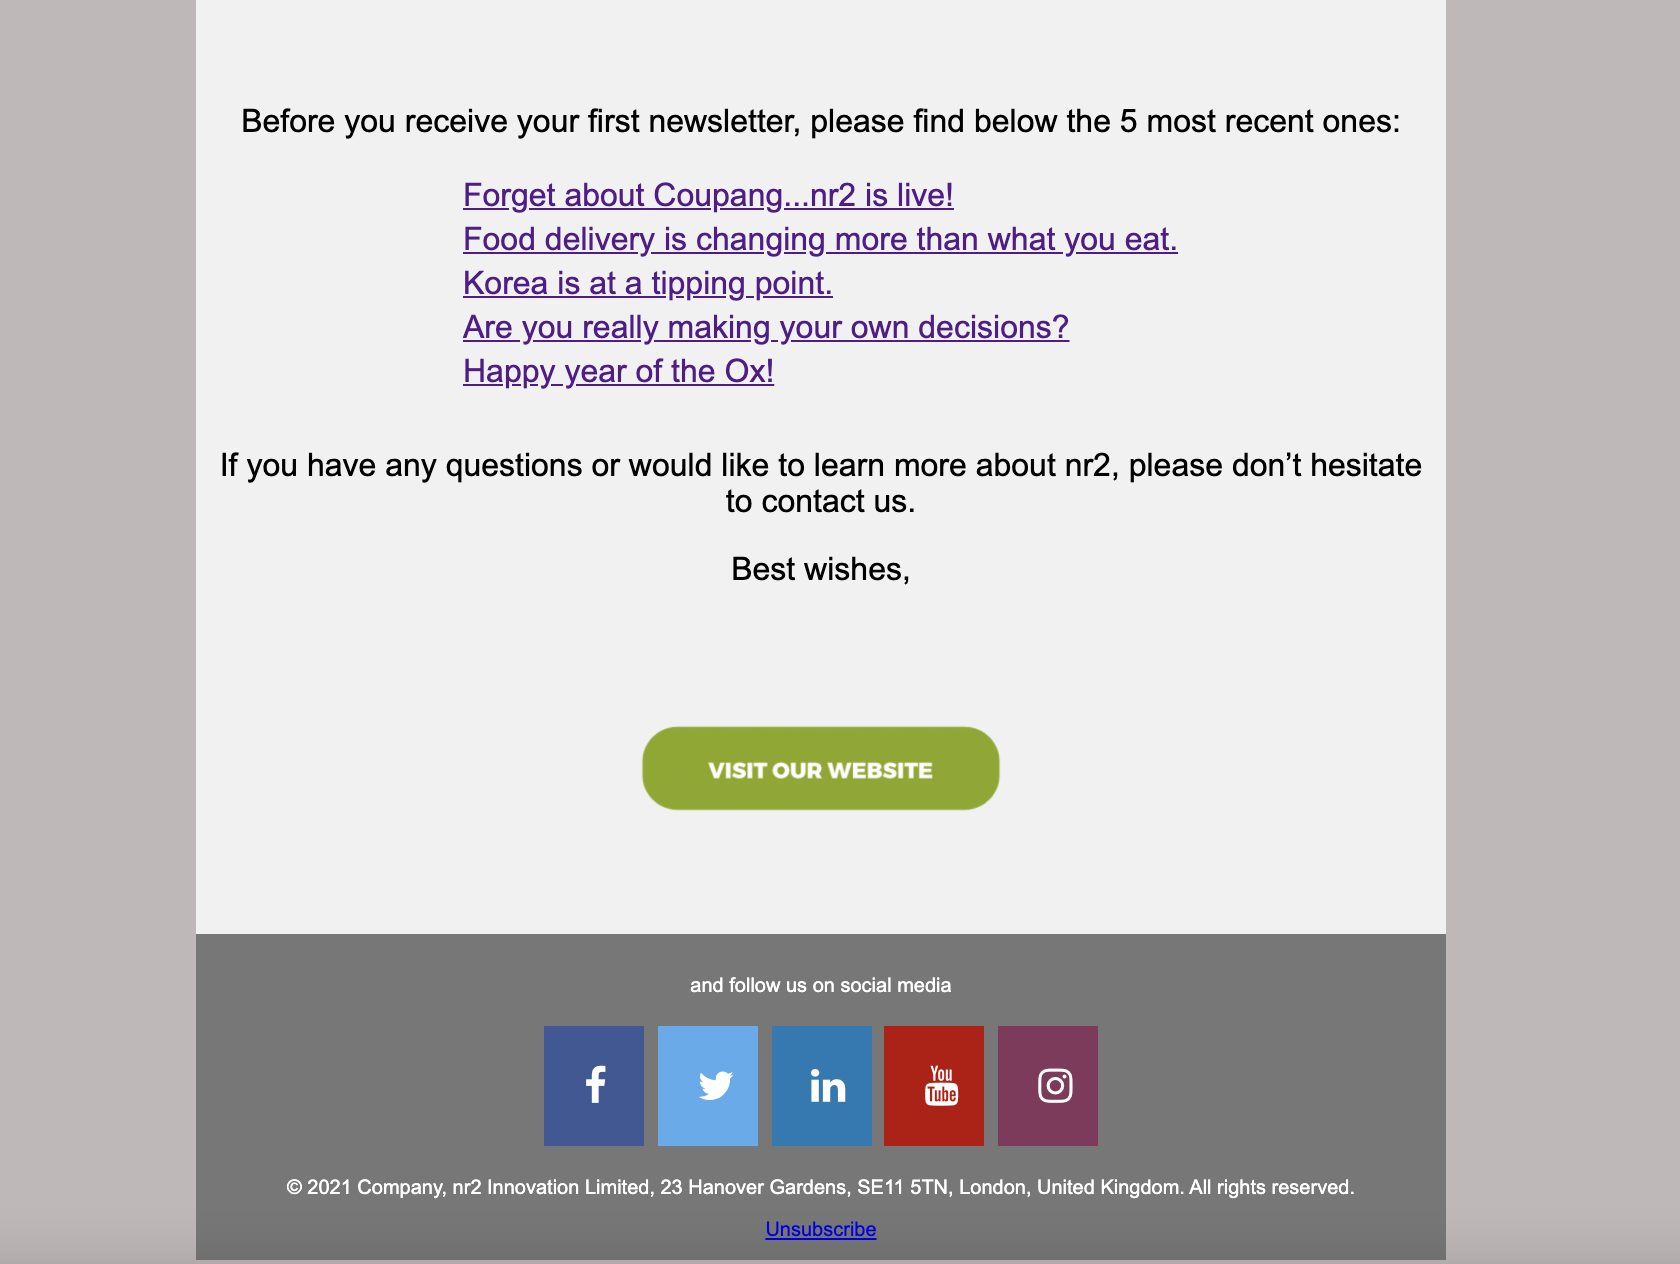 Before you receive your first newsletter, please find below the 5 most recent ones:
Forget about Coupang...nr2 is live!
Food delivery is changing more than what you eat.
Korea is at a tipping point.
Are you really making your own decisions?
Happy year of the Ox!
If you have any questions or would like to learn more about nr2, please don’t hesitate
to contact us.
Best wishes,
VISIT OUR WEBSITE
and follow us on social media
f in You Tube
© 2021 Company, nr2 Innovation Limited, 23 Hanover Gardens, SE11 5TN, London, United Kingdom. All rights reserved.
Unsubscribe